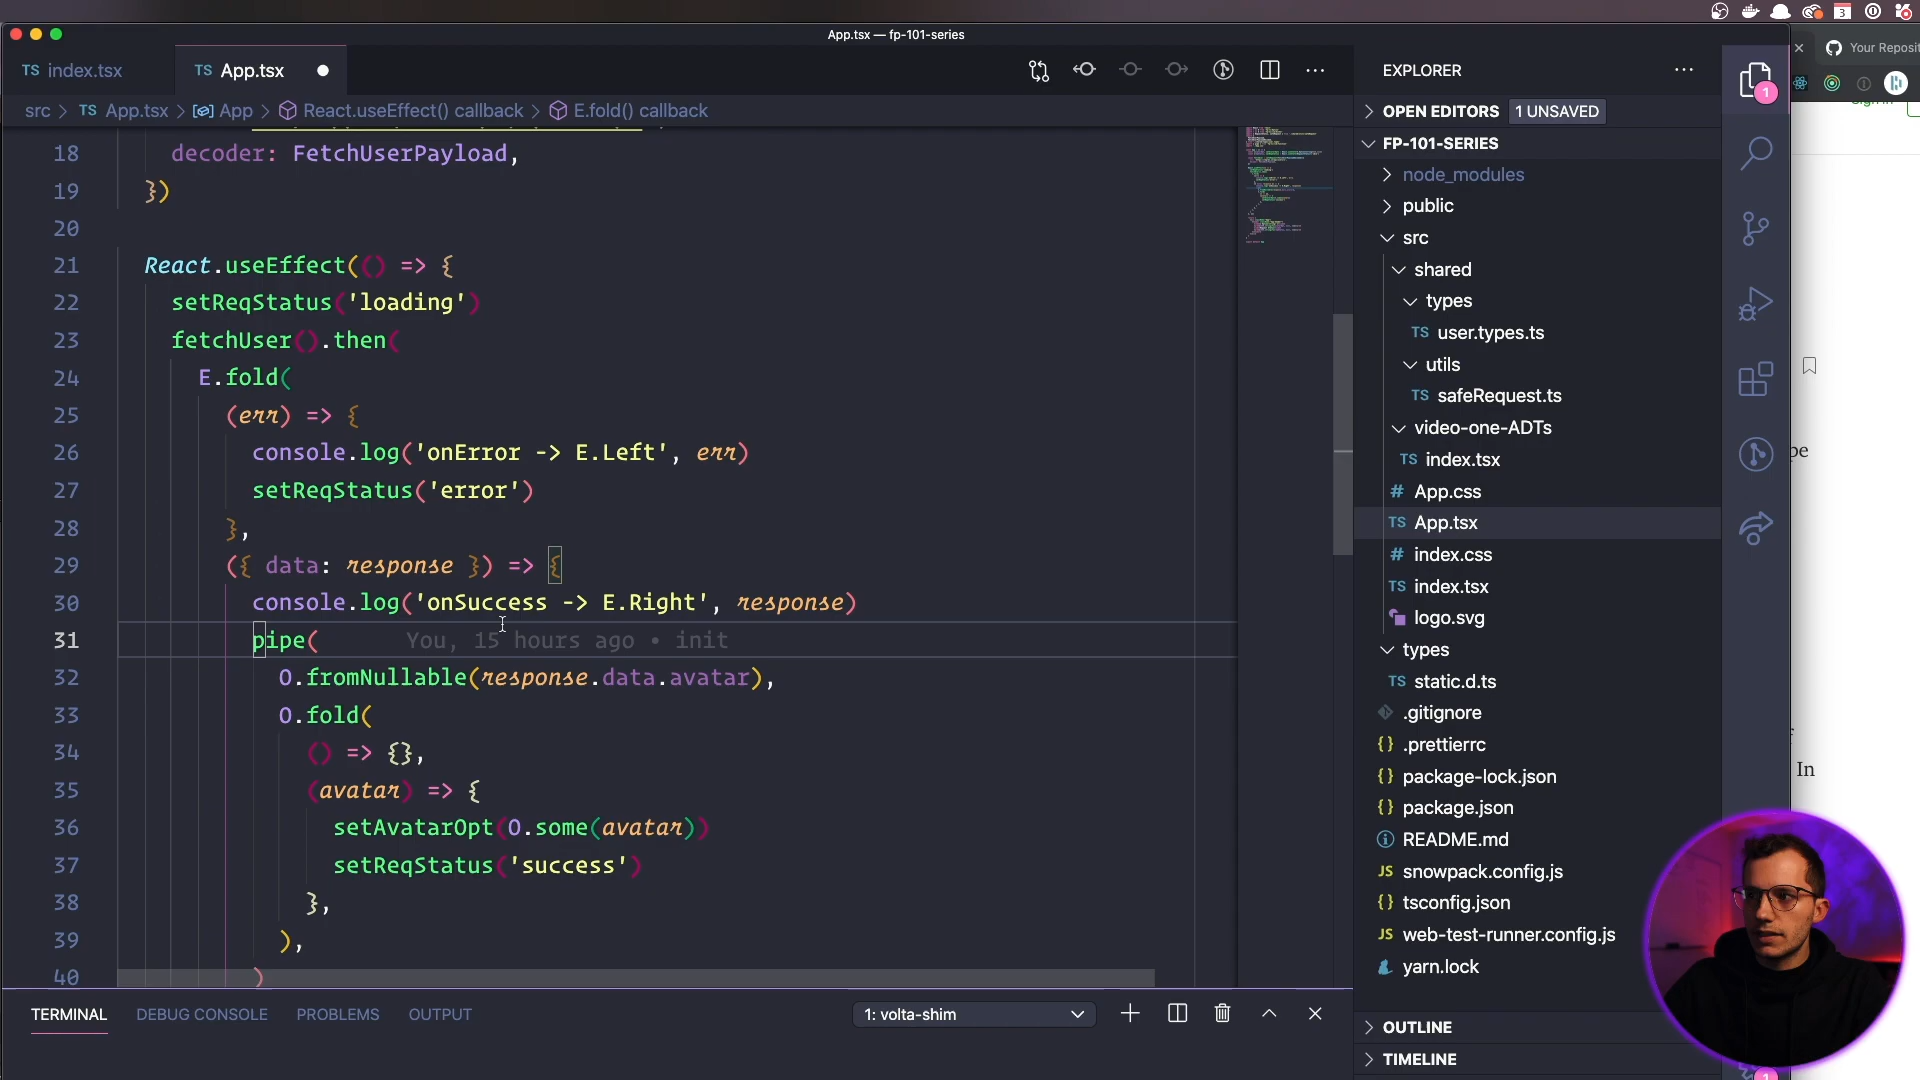 App.tsx — fp-101-series
TS index.tsx
TS App.tsx
src > TS App.tsx > App > React.useEffect() callback > E.fold() callback
18 decoder: FetchUserPayload,
19 })
20
21 React.useEffect(() => {
22 setReqStatus('loading')
23 fetchUser().then(
24 E.fold(
25 (err) => {
26 console.log('onError -> E.Left', err)
27 setReqStatus('error')
28 },
29 ({ data: response }) => {
30 console.log('onSuccess -> E.Right', response)
31 pipe( You, 15 hours ago • init
32 O.fromNullable(response.data.avatar),
33 O.fold(
34 () => {},
35 (avatar) => {
36 setAvatarOpt(O.some(avatar))
37 setReqStatus('success')
38 },
39 ),
40 )
TERMINAL
DEBUG CONSOLE
PROBLEMS
OUTPUT
1: volta-shim
EXPLORER
OPEN EDITORS 1 UNSAVED
FP-101-SERIES
node_modules
public
src
shared
types
TS user.types.ts
utils
TS safeRequest.ts
video-one-ADTs
TS index.tsx
# App.css
TS App.tsx
# index.css
TS index.tsx
logo.svg
types
TS static.d.ts
.gitignore
{} .prettierrc
{} package-lock.json
{} package.json
README.md
JS snowpack.config.js
{} tsconfig.json
JS web-test-runner.config.js
yarn.lock
OUTLINE
TIMELINE
1
1
3
Your Reposit
pe
In